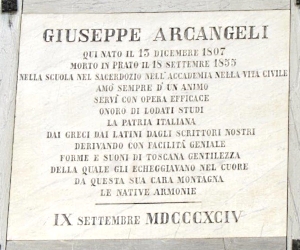 GIUSEPPE ARCANGELI
QUI NATO IL 13 DICEMBRE 1807
MORTO IN PRATO IL 18 SETTEMBRE 1855
NELLA SCUOLA NEL SACERDOZIO NELL'ACCADEMIA NELLA VITA CIVILE
AMÒ SEMPRE D'UN ANIMO
SERVÌ CON OPERA EFFICACE
ONORO DI LODATI STUDI
LA PATRIA ITALIANA
DAI GRECI DAI LATINI DAGLI SCRITTORI NOSTRI
DERIVANDO CON FACILITÀ GENIALE
FORME E SUONI DI TOSCANA GENTILEZZA
DELLA QUALE GLI ECHEGGIAVANO NEL CUORE
DA QUESTA SUA CARA MONTAGNA
LE NATIVE ARMONIE
IX SETTEMBRE MDCCCXCIV